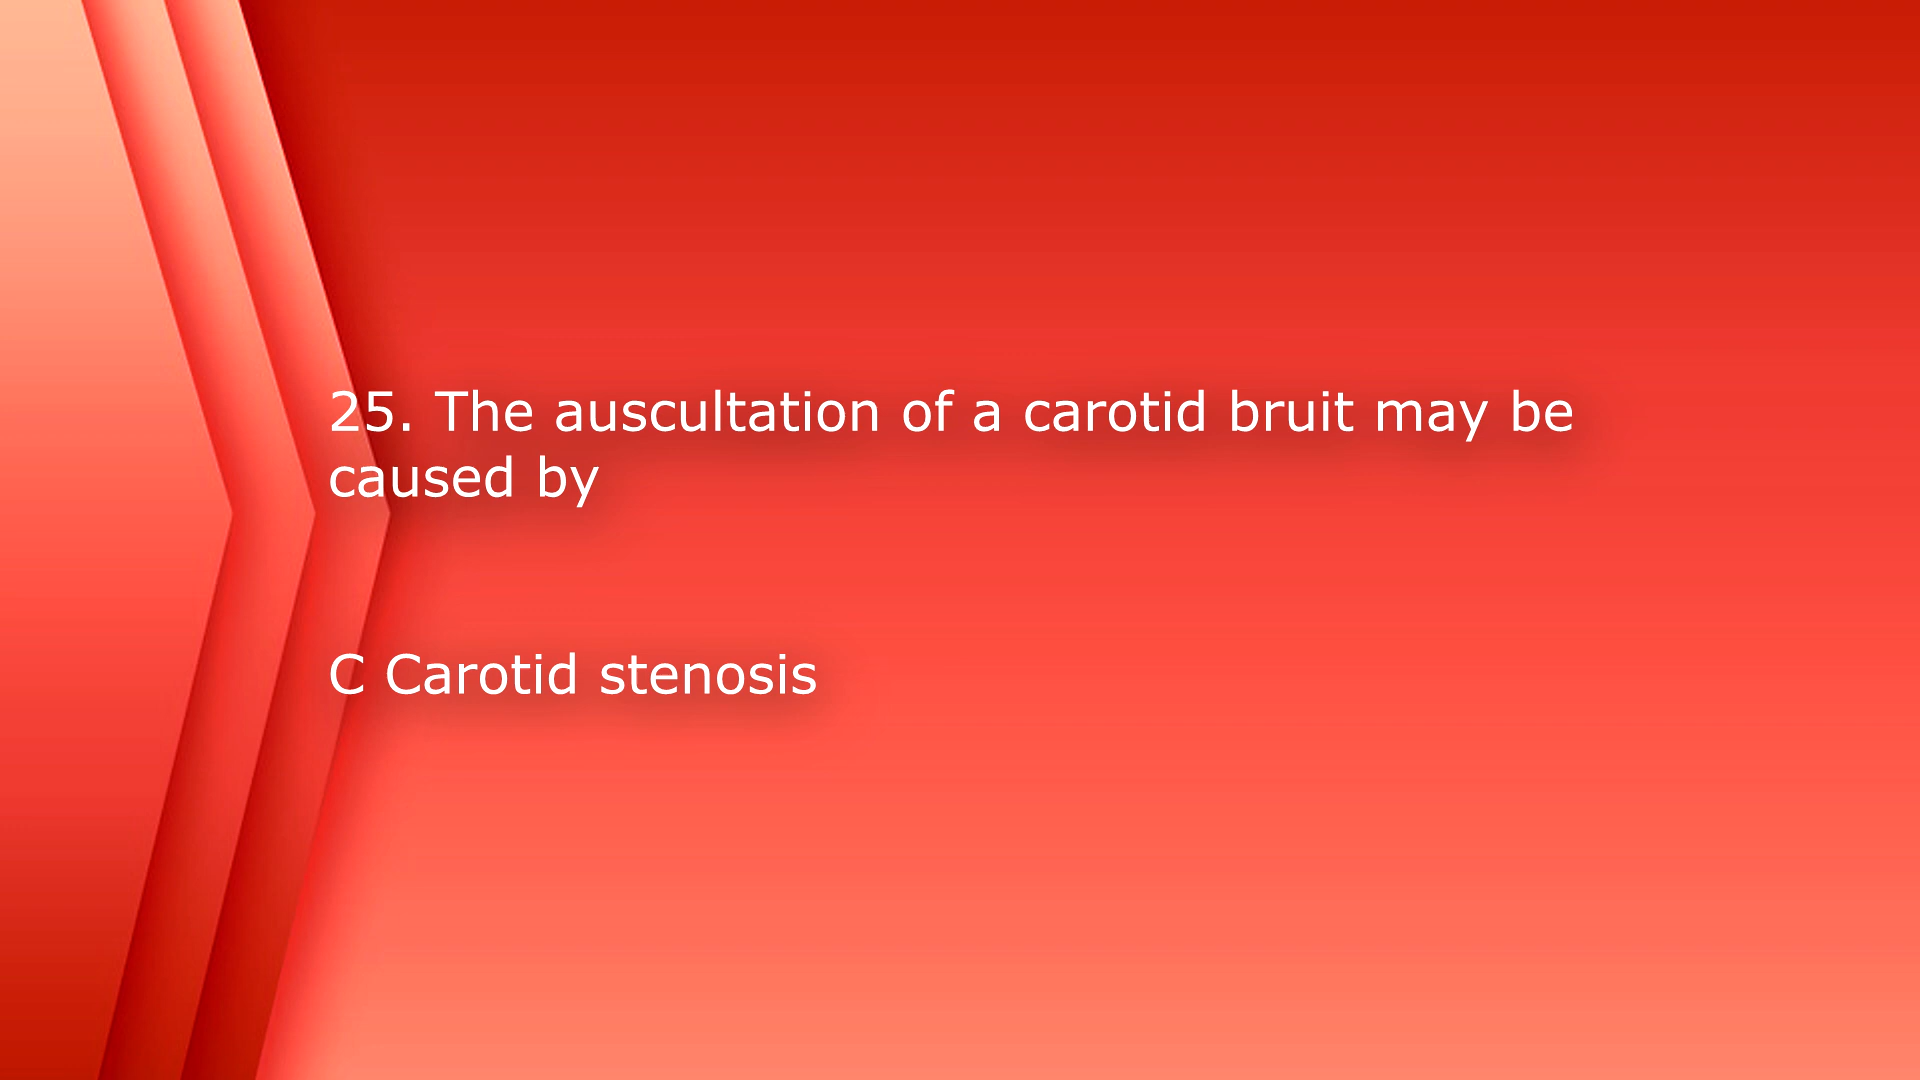 25. The auscultation of a carotid bruit may be
caused by
C Carotid stenosis